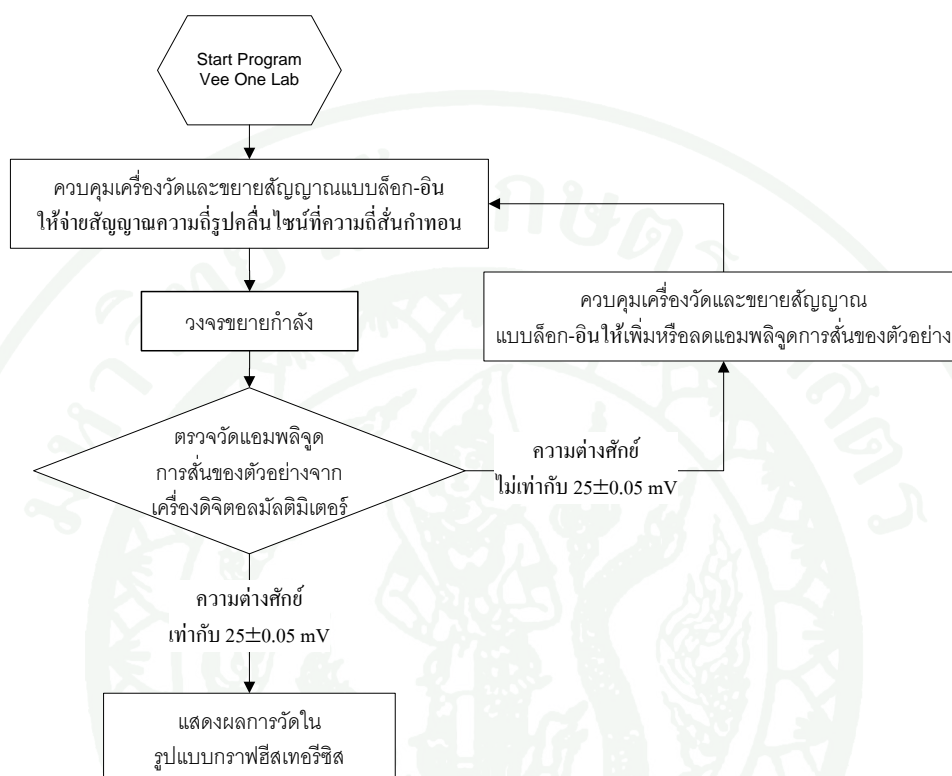 Start Program
Vee One Lab
ควบคุมเครื่องวัดและขยายสัญญาณแบบล็อก-อิน
ให้จ่ายสัญญาณความถี่รูปคลื่นไซน์ที่ความถี่สั่นกำทอน
วงจรขยายกำลัง
ควบคุมเครื่องวัดและขยายสัญญาณ
แบบล็อก-อินให้เพิ่มหรือลดแอมพลิจูดการสั่นของตัวอย่าง
ตรวจวัดแอมพลิจูด
การสั่นของตัวอย่างจาก
เครื่องดิจิตอลมัลติมิเตอร์
ความต่างศักย์
ไม่เท่ากับ 25±0.05 mV
ความต่างศักย์
เท่ากับ 25±0.05 mV
แสดงผลการวัดใน
รูปแบบกราฟฮีสเทอรีซิส